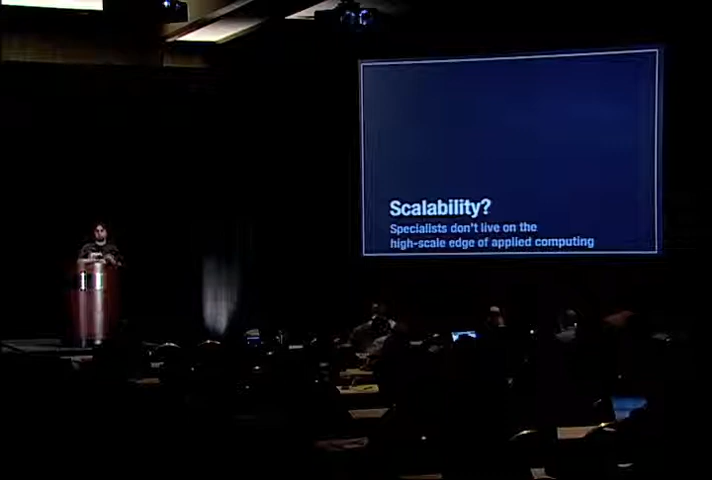 Scalability?
Specialists don't live on the
high-scale edge of applied computing